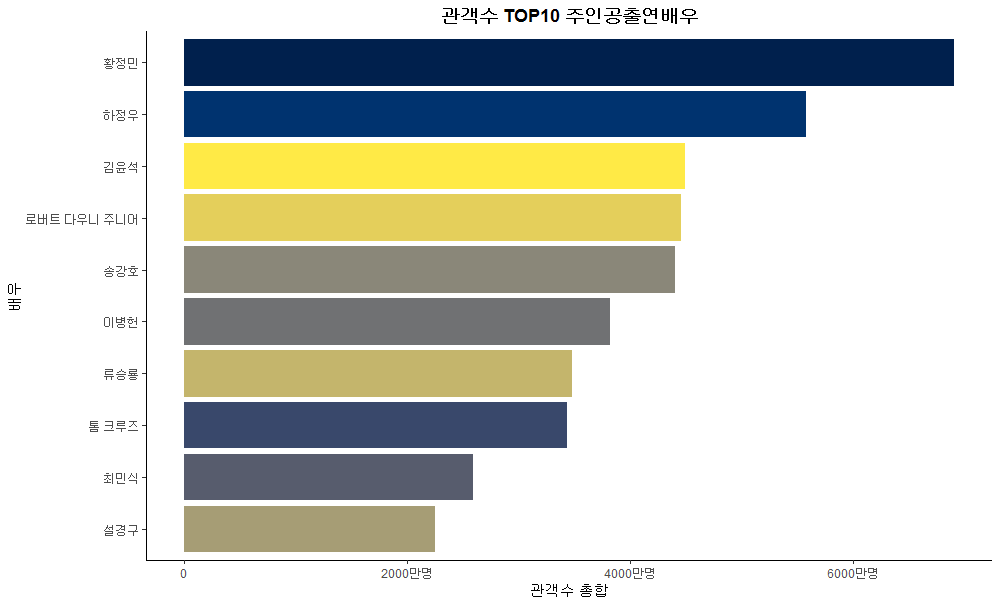 관객수 TOP10 주인공출연배우
황정민
하정우
김윤석
로버트 다우니 주니어
송강호
이병헌
류승룡
톰 크루즈
최민식
설경구
배우
0
2000만명
4000만명
6000만명
관객수 총합